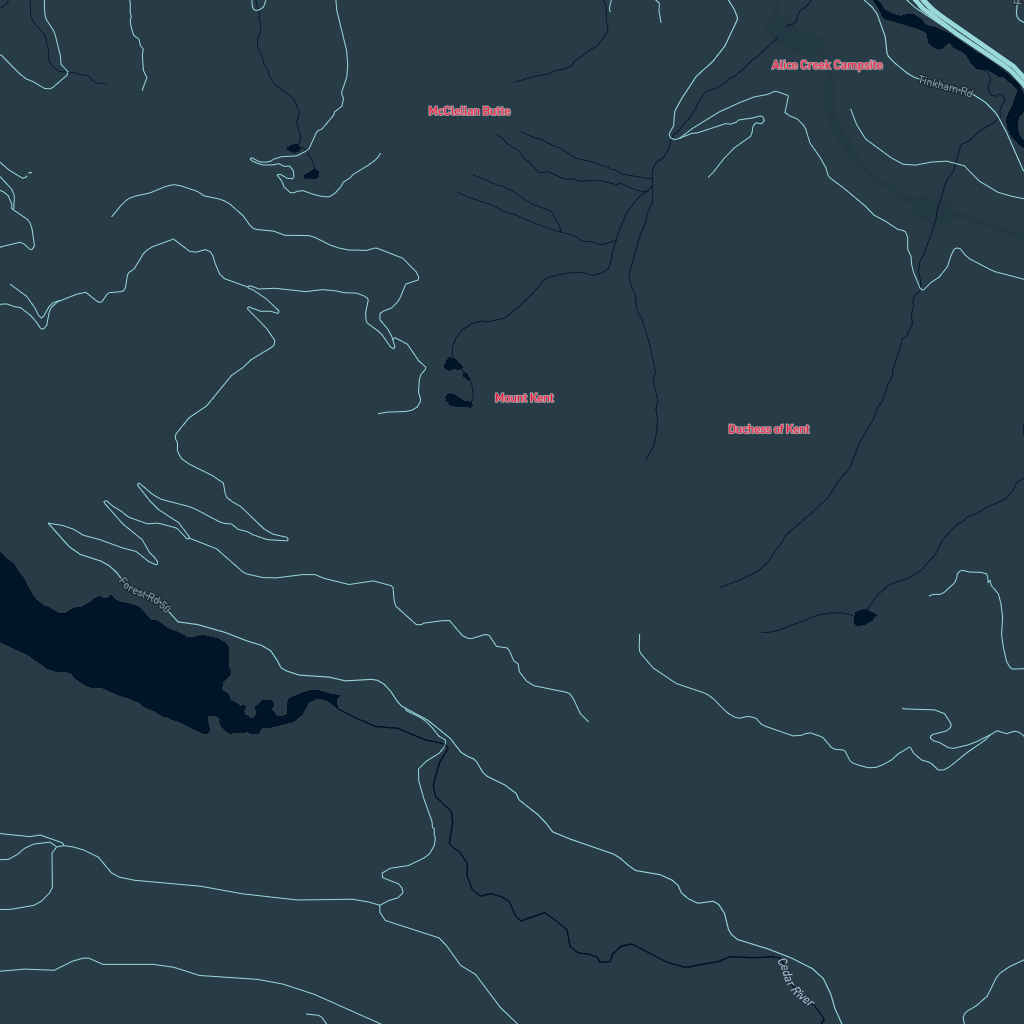 Alice Creek Campsite
Tinkham Rd
McClellan Butte
Mount Kent
Duchess of Kent
Forest Rd 50
Cedar River